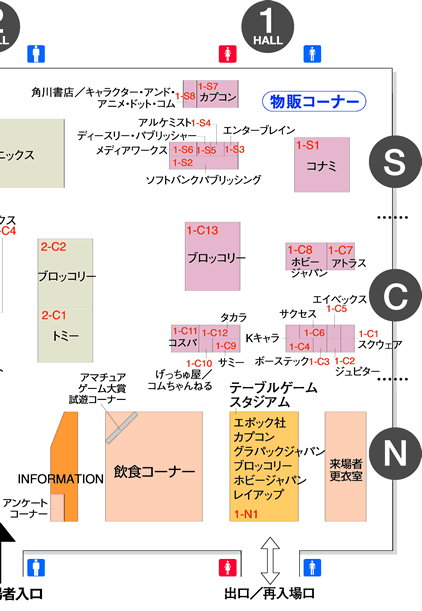 2
HALL
1
HALL
1-S7
角川書店／キャラクター・アンド・
アニメ・ドット・コム
1-S8
カプコン
物販コーナー
アルケミスト
1-S4
ディースリー・パブリッシャー
エンターブレイン
メディアワークス
1-S6
1-S5
1-S3
1-S2
ソフトバンクパブリッシング
1-S1
コナミ
S
ニックス
クス
-C4
2-C2
ブロッコリー
2-C1
トミー
1-C13
ブロッコリー
1-C8
ホビー
ジャパン
1-C7
アトラス
エイベックス
1-C5
サクセス
C
タカラ
1-C11
コスパ
1-C12
1-C9
1-C10
サミー
げっちゅ屋／
コムちゃんねる
Kキャラ
1-C6
1-C4
ボーステック
1-C3
1-C2
ジュピター
1-C1
スクウェア
アマチュア
ゲーム大賞
試遊コーナー
テーブルゲーム
スタジアム
エポック社
カプコン
グラパックジャパン
ブロッコリー
ホビージャパン
レイアップ
1-N1
N
INFORMATION
アンケート
コーナー
飲食コーナー
来場者
更衣室
場者入口
出口／再入場口